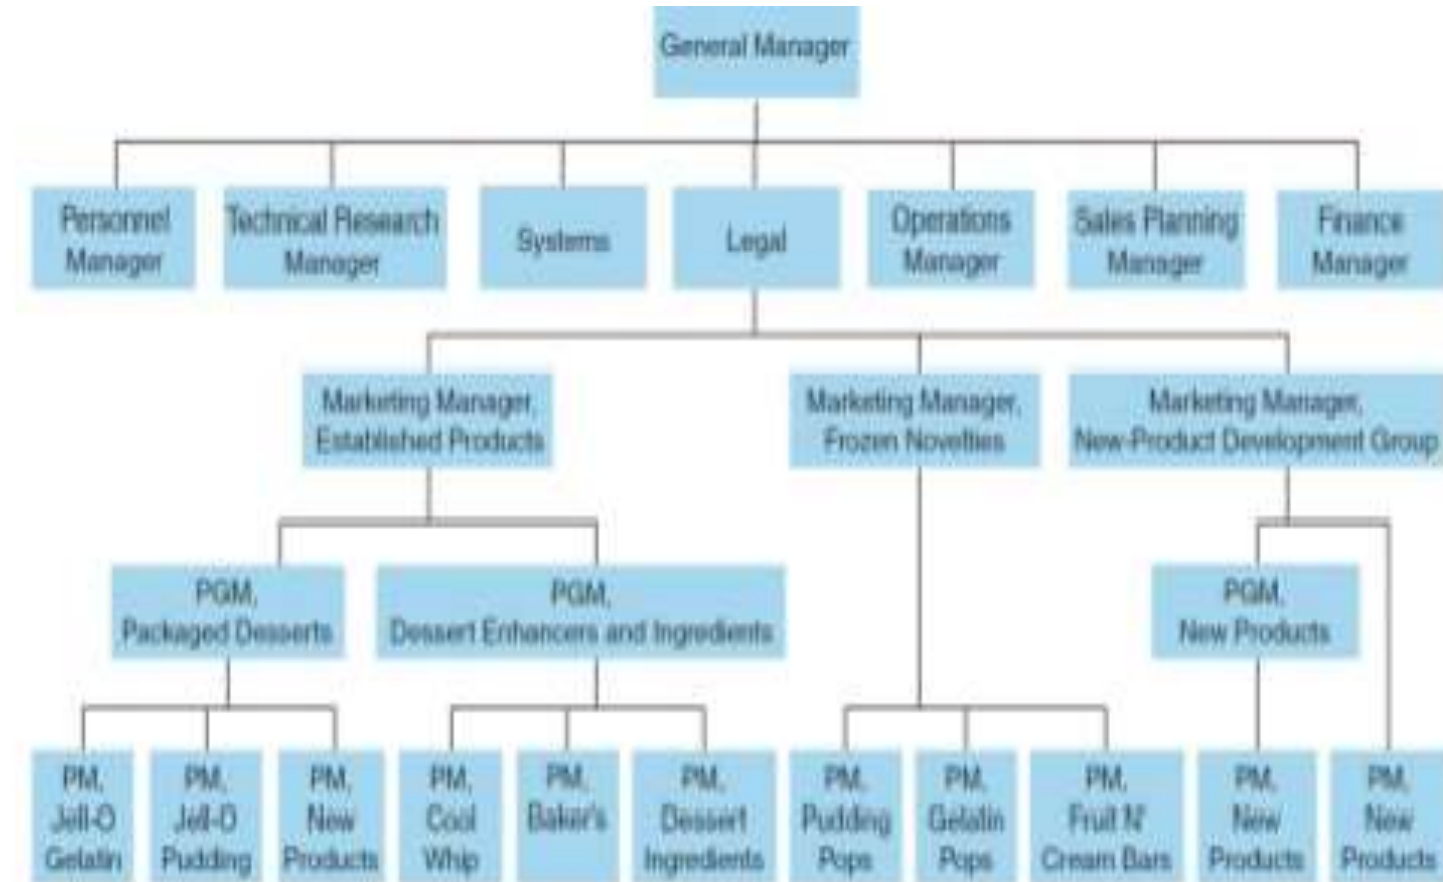 General Manager
Personnel
Manager
Technical Research
Manager
Systems
Legal
Operations
Manager
Sales Planning
Manager
Finance
Manager
Marketing Manager,
Established Products
Marketing Manager,
Frozen Novelties
Marketing Manager,
New-Product Development Group
PGM,
Packaged Desserts
PGM,
Dessert Enhancers and Ingredients
PGM,
New Products
PM,
Jell-O
Gelatin
PM,
Jell-O
Pudding
PM,
New
Products
PM,
Cool
Whip
PM,
Baker's
PM,
Dessert
Ingredients
PM,
Pudding
Pops
PM,
Gelatin
Pops
PM,
Fruit N'
Cream Bars
PM,
New
Products
PM,
New
Products